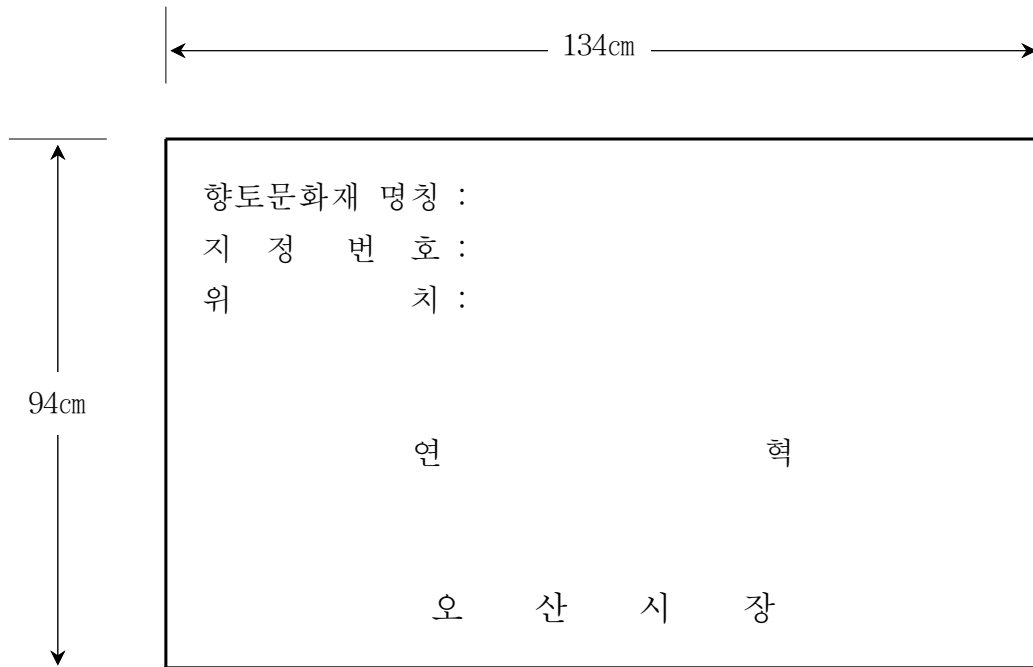 134㎝
향토문화재 명칭 :
지 정 번 호 :
위 치 :
94㎝
연 혁
오 산 시 장